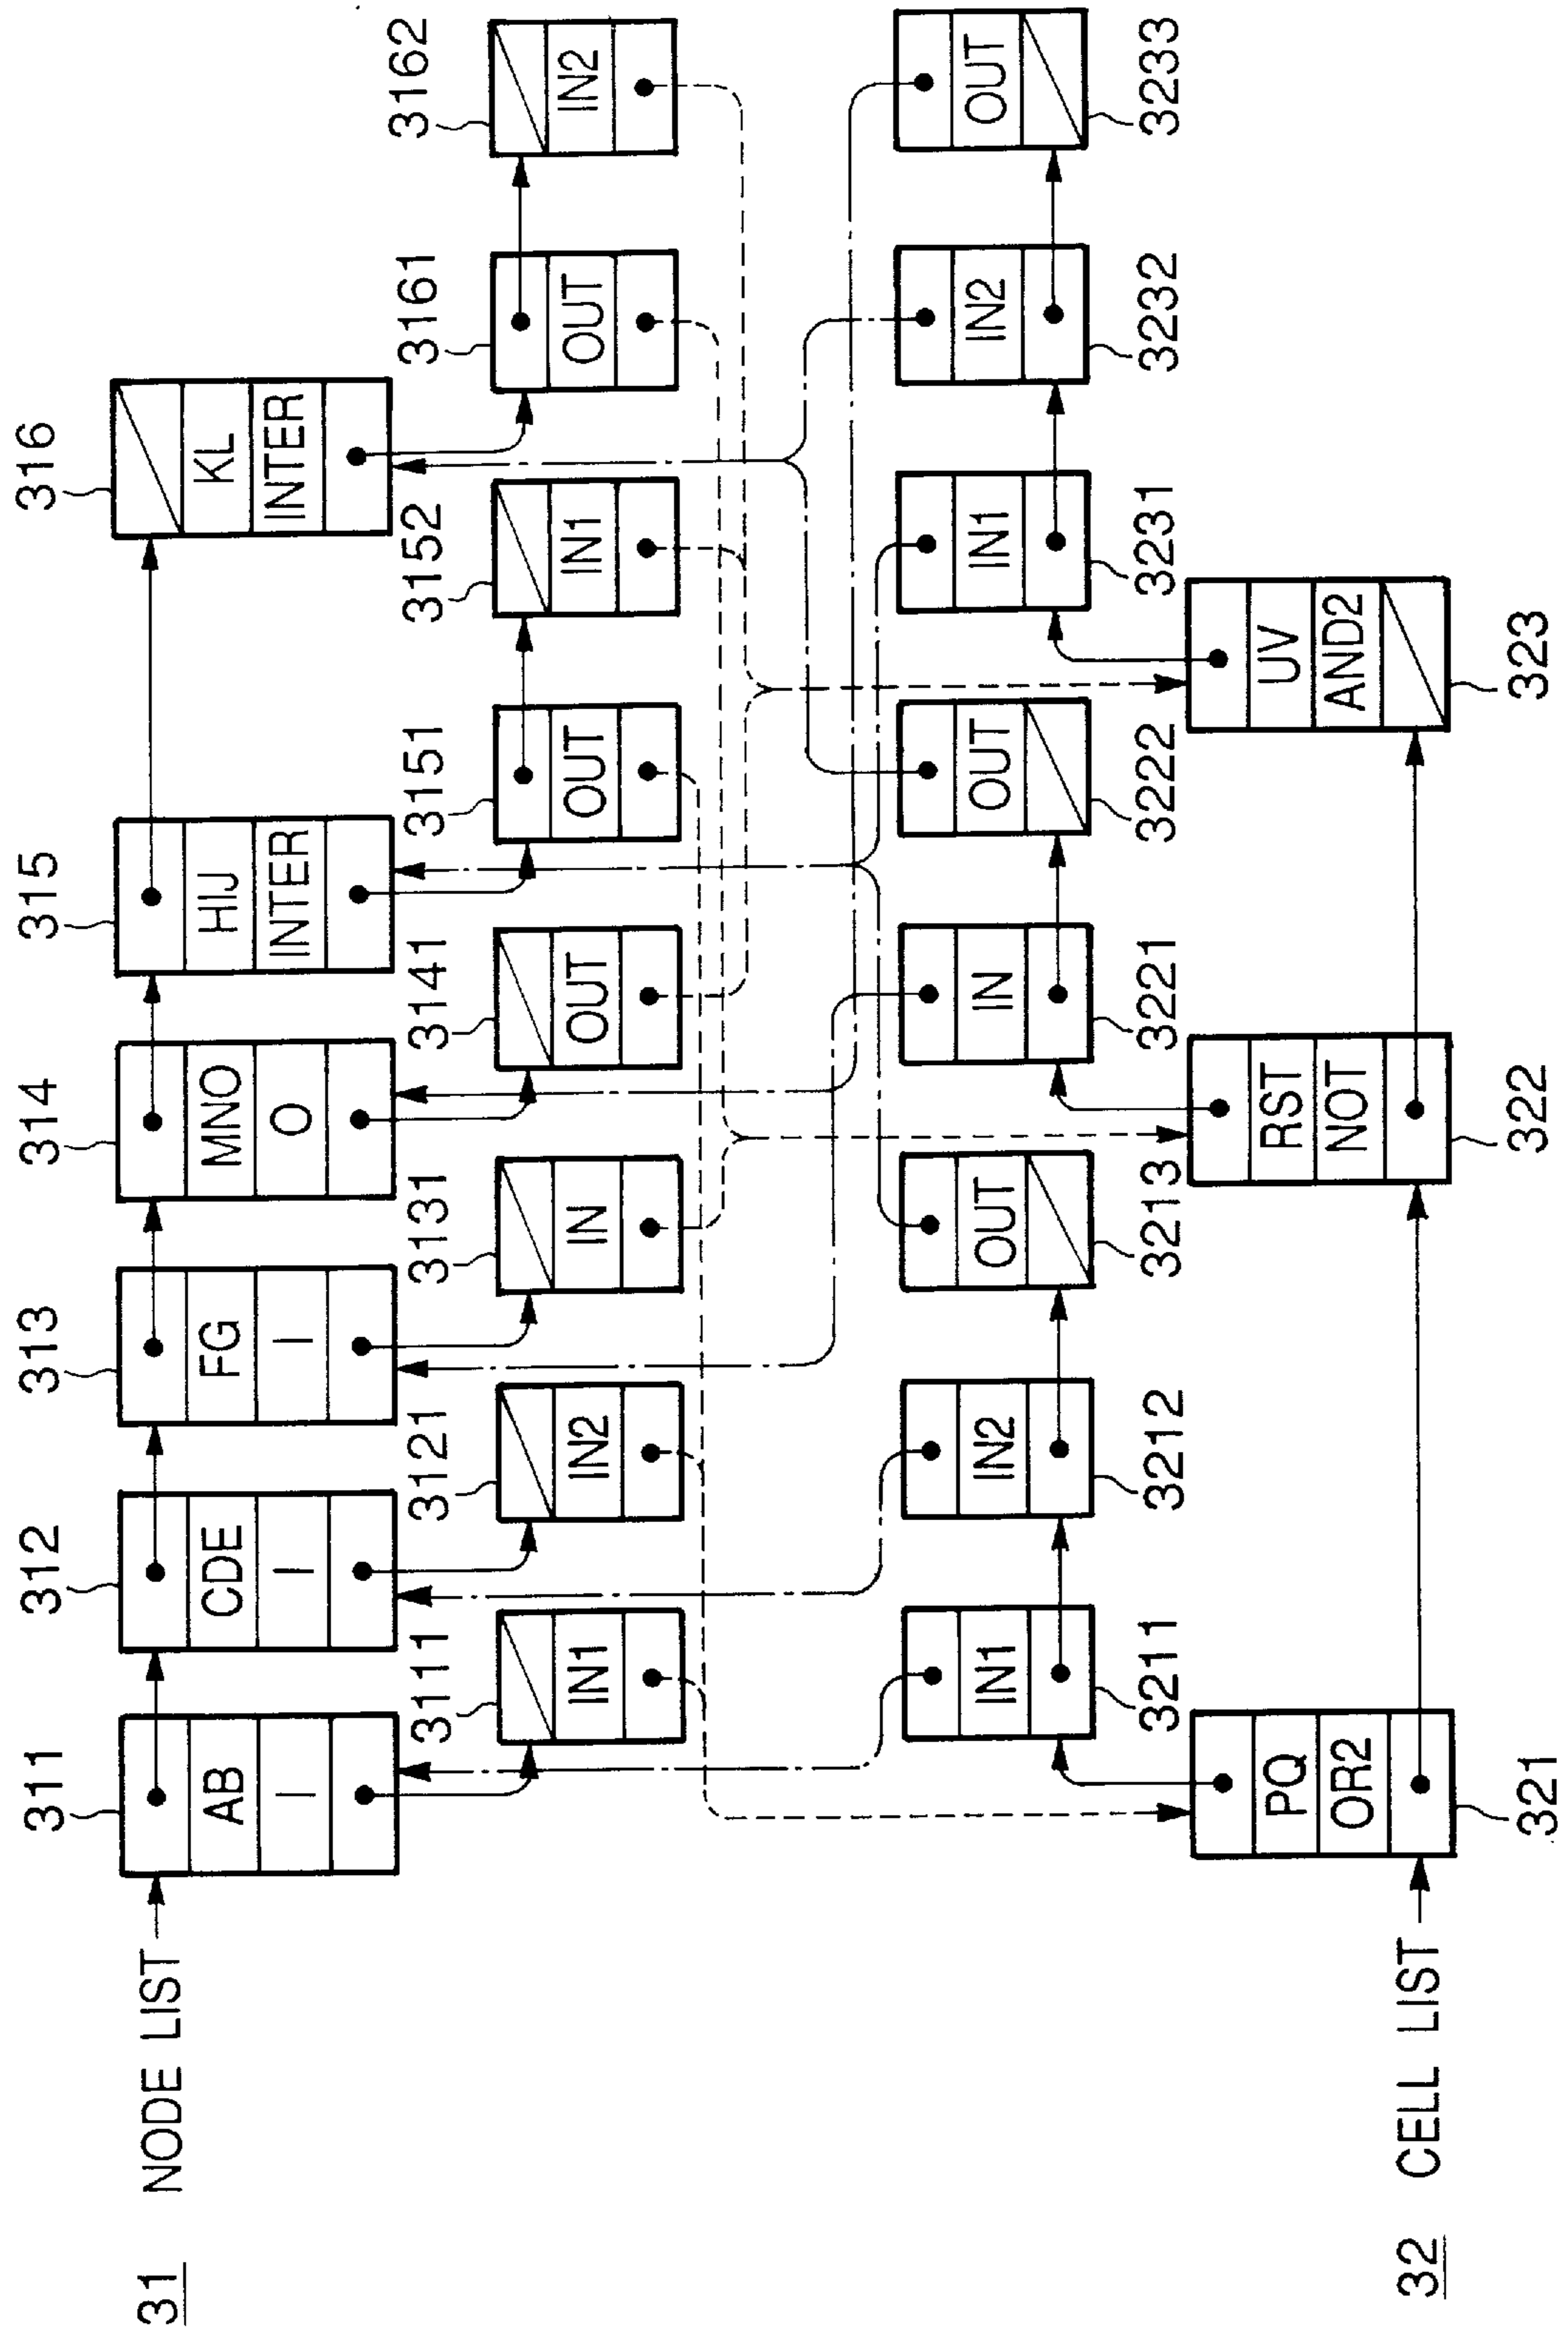 31 NODE LIST
311
AB
I
312
CDE
I
313
FG
I
314
MNO
O
315
HIJ
INTER
316
KL
INTER
3111
IN1
3121
IN2
3131
IN
3141
OUT
3151
OUT
3152
IN1
3161
OUT
3162
IN2
IN1
3211
IN2
3212
OUT
3213
IN
3221
OUT
3222
IN1
3231
IN2
3232
OUT
3233
32 CELL LIST
PQ
OR2
321
RST
NOT
322
UV
AND2
323